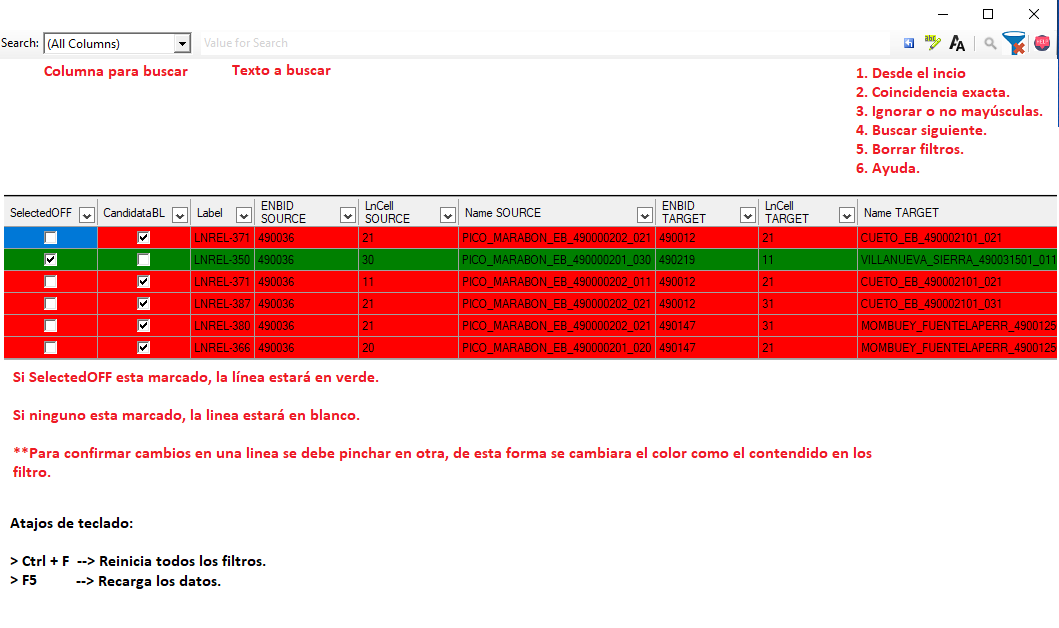 Search: (All Columns) Value for Search abc A A HELP
Columna para buscar Texto a buscar
1. Desde el incio
2. Coincidencia exacta.
3. Ignorar o no mayúsculas.
4. Buscar siguiente.
5. Borrar filtros.
6. Ayuda.
SelectedOFF CandidataBL Label ENBID SOURCE LnCell SOURCE Name SOURCE ENBID TARGET LnCell TARGET Name TARGET
LNREL-371 490036 21 PICO_MARABON_EB_490000202_021 490012 21 CUETO_EB_490002101_021
LNREL-350 490036 30 PICO_MARABON_EB_490000201_030 490219 11 VILLANUEVA_SIERRA_490031501_011
LNREL-371 490036 11 PICO_MARABON_EB_490000202_011 490012 21 CUETO_EB_490002101_021
LNREL-387 490036 21 PICO_MARABON_EB_490000202_021 490012 31 CUETO_EB_490002101_031
LNREL-380 490036 21 PICO_MARABON_EB_490000202_021 490147 31 MOMBUEY_FUENTELAPERR_4900125
LNREL-366 490036 20 PICO_MARABON_EB_490000201_020 490147 21 MOMBUEY_FUENTELAPERR_4900125
Si SelectedOFF esta marcado, la línea estará en verde.
Si ninguno esta marcado, la linea estará en blanco.
**Para confirmar cambios en una linea se debe pinchar en otra, de esta forma se cambiara el color como el contendido en los
filtro.
Atajos de teclado:
> Ctrl + F --> Reinicia todos los filtros.
> F5 --> Recarga los datos.